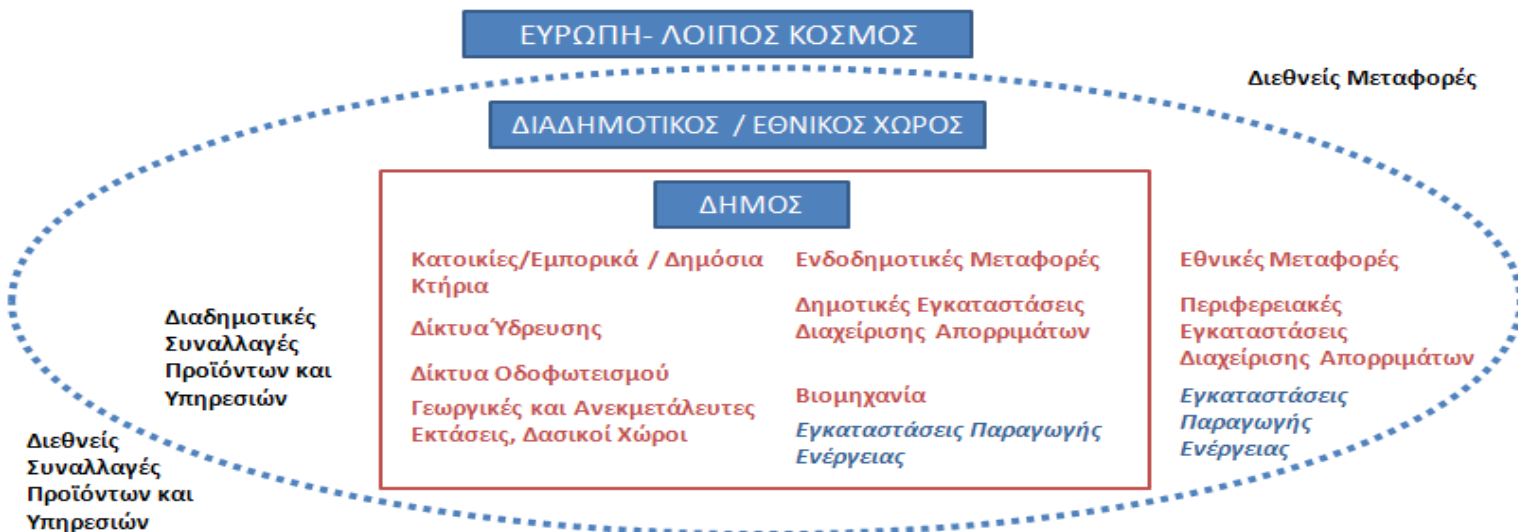 ΕΥΡΩΠΗ- ΛΟΙΠΟΣ ΚΟΣΜΟΣ
Διεθνείς Μεταφορές
ΔΙΑΔΗΜΟΤΙΚΟΣ / ΕΘΝΙΚΟΣ ΧΩΡΟΣ
ΔΗΜΟΣ
Κατοικίες/Εμπορικά / Δημόσια
Κτήρια
Δίκτυα Ύδρευσης
Δίκτυα Οδοφωτεισμού
Γεωργικές και Ανεκμετάλευτες
Εκτάσεις, Δασικοί Χώροι
Ενδοδημοτικές Μεταφορές
Δημοτικές Εγκαταστάσεις
Διαχείρισης Απορριμάτων
Βιομηχανία
Εγκαταστάσεις Παραγωγής
Ενέργειας
Εθνικές Μεταφορές
Περιφερειακές
Εγκαταστάσεις
Διαχείρισης Απορριμάτων
Εγκαταστάσεις
Παραγωγής
Ενέργειας
Διαδημοτικές
Συναλλαγές
Προϊόντων και
Υπηρεσιών
Διεθνείς
Συναλλαγές
Προϊόντων και
Υπηρεσιών